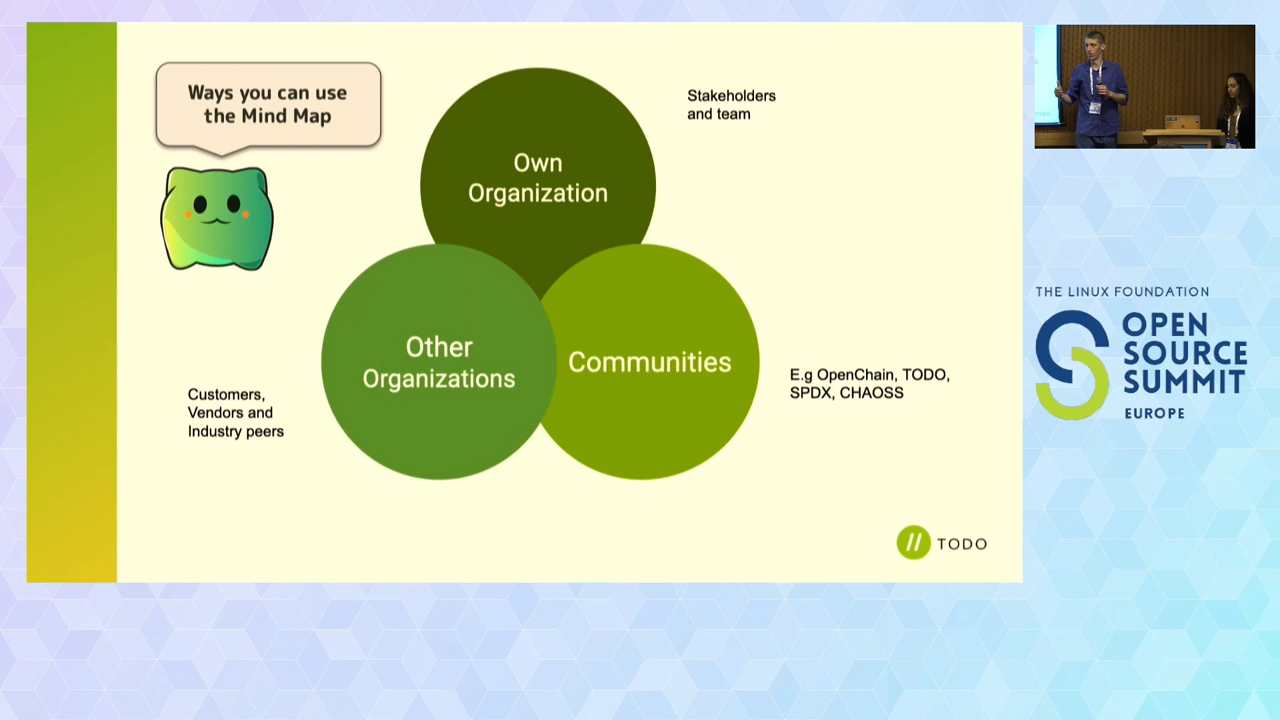 Ways you can use
the Mind Map
Own
Organization
Stakeholders
and team
Other
Organizations
Communities
Customers,
Vendors and
Industry peers
E.g OpenChain, TODO,
SPDX, CHAOSS
// TODO
THE LINUX FOUNDATION
OPEN
SOURCE
SUMMIT
EUROPE